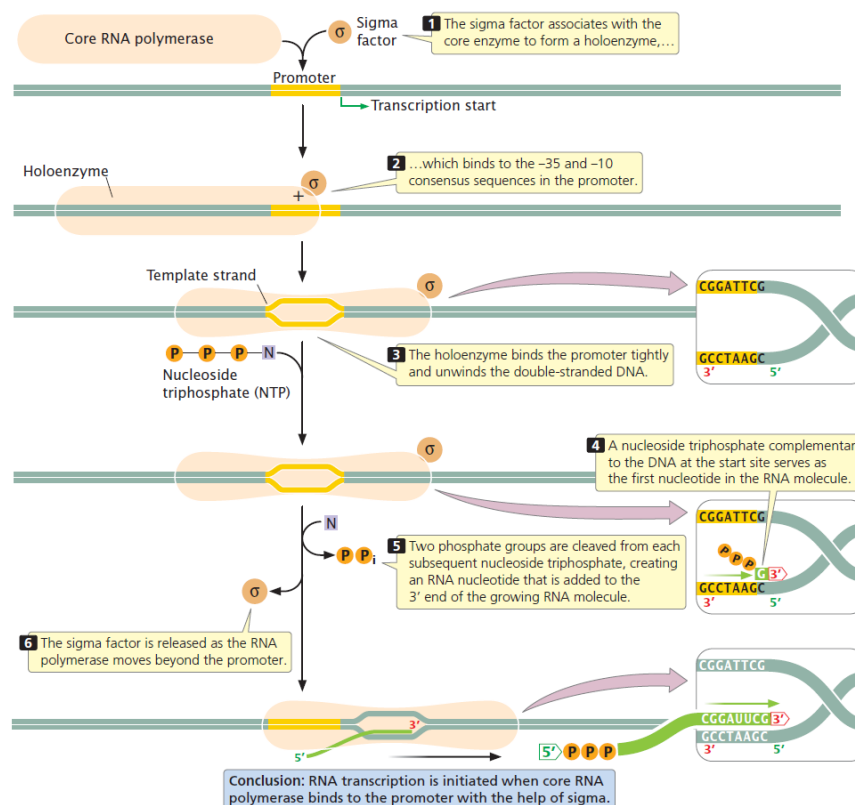 Core RNA polymerase
σ
Sigma
factor
1 The sigma factor associates with the
core enzyme to form a holoenzyme,…
Promoter
Transcription start
Holoenzyme
σ
+
2 …which binds to the –35 and –10
consensus sequences in the promoter.
Template strand
σ
CGGATTCG
GCCTAAGC
3′ 5′
P P P N
Nucleoside
triphosphate (NTP)
3 The holoenzyme binds the promoter tightly
and unwinds the double-stranded DNA.
σ
4 A nucleoside triphosphate complementar
to the DNA at the start site serves as
the first nucleotide in the RNA molecule.
CGGATTCG
P P P
G 3′
GCCTAAGC
3′ 5′
N
P Pi
5 Two phosphate groups are cleaved from each
subsequent nucleoside triphosphate, creating
an RNA nucleotide that is added to the
3′ end of the growing RNA molecule.
σ
6 The sigma factor is released as the RNA
polymerase moves beyond the promoter.
CGGATTCG
CGGAUUCG 3′
GCCTAAGC
3′ 5′
3′
5′
5′ P P P
Conclusion: RNA transcription is initiated when core RNA
polymerase binds to the promoter with the help of sigma.